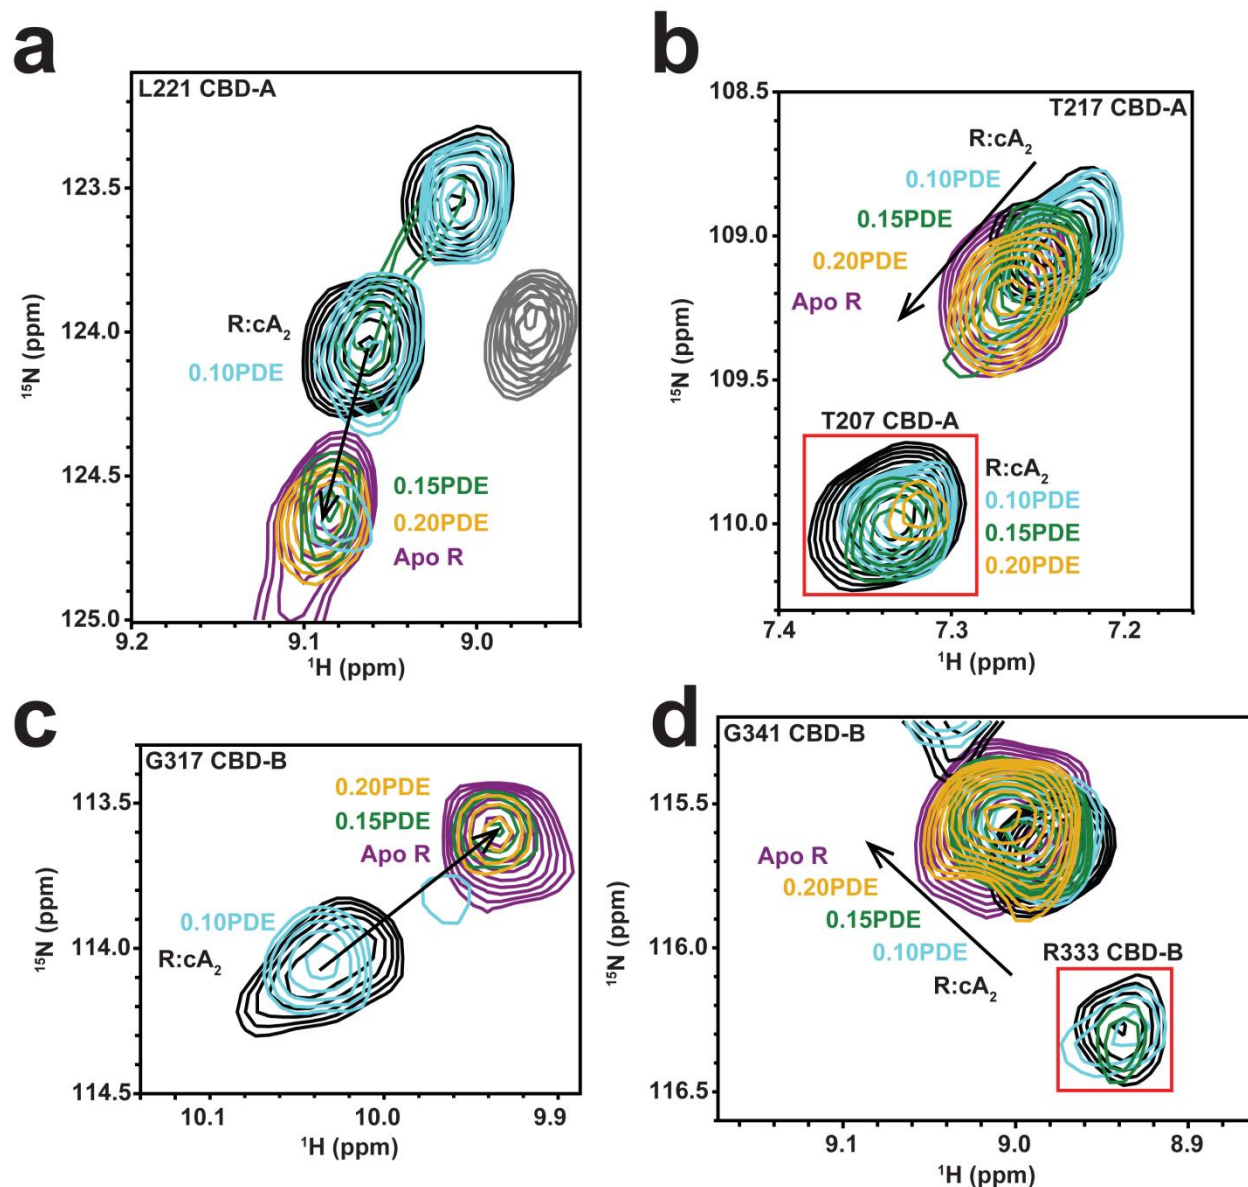 a
L221 CBD-A
123.5
124.0
124.5
125.0
¹⁵N (ppm)
R:cA₂
0.10PDE
0.15PDE
0.20PDE
Apo R
9.2
9.1
9.0
¹H (ppm)
b
108.5
109.0
109.5
110.0
¹⁵N (ppm)
T217 CBD-A
R:cA₂
0.10PDE
0.15PDE
0.20PDE
Apo R
T207 CBD-A
R:cA₂
0.10PDE
0.15PDE
0.20PDE
7.4
7.3
7.2
¹H (ppm)
c
G317 CBD-B
113.5
114.0
114.5
¹⁵N (ppm)
0.20PDE
0.15PDE
Apo R
0.10PDE
R:cA₂
10.1
10.0
9.9
¹H (ppm)
d
G341 CBD-B
115.5
116.0
116.5
¹⁵N (ppm)
Apo R
0.20PDE
0.15PDE
0.10PDE
R:cA₂
R333 CBD-B
9.1
9.0
8.9
¹H (ppm)